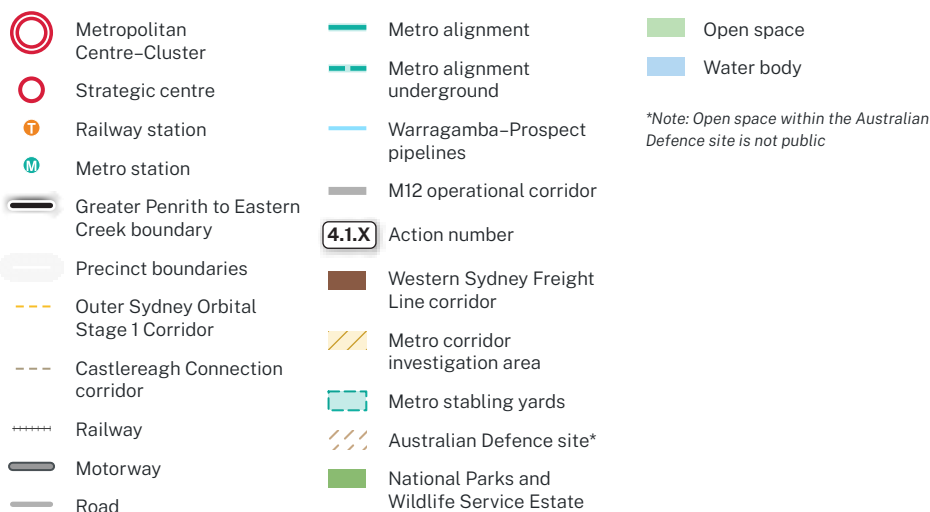 Metropolitan
Centre–Cluster
Strategic centre
T
Railway station
M
Metro station
Greater Penrith to Eastern
Creek boundary
Precinct boundaries
Outer Sydney Orbital
Stage 1 Corridor
Castlereagh Connection
corridor
Railway
Motorway
Road
Metro alignment
Metro alignment
underground
Warragamba–Prospect
pipelines
M12 operational corridor
4.1.X Action number
Western Sydney Freight
Line corridor
Metro corridor
investigation area
Metro stabling yards
Australian Defence site*
National Parks and
Wildlife Service Estate
Open space
Water body
*Note: Open space within the Australian
Defence site is not public